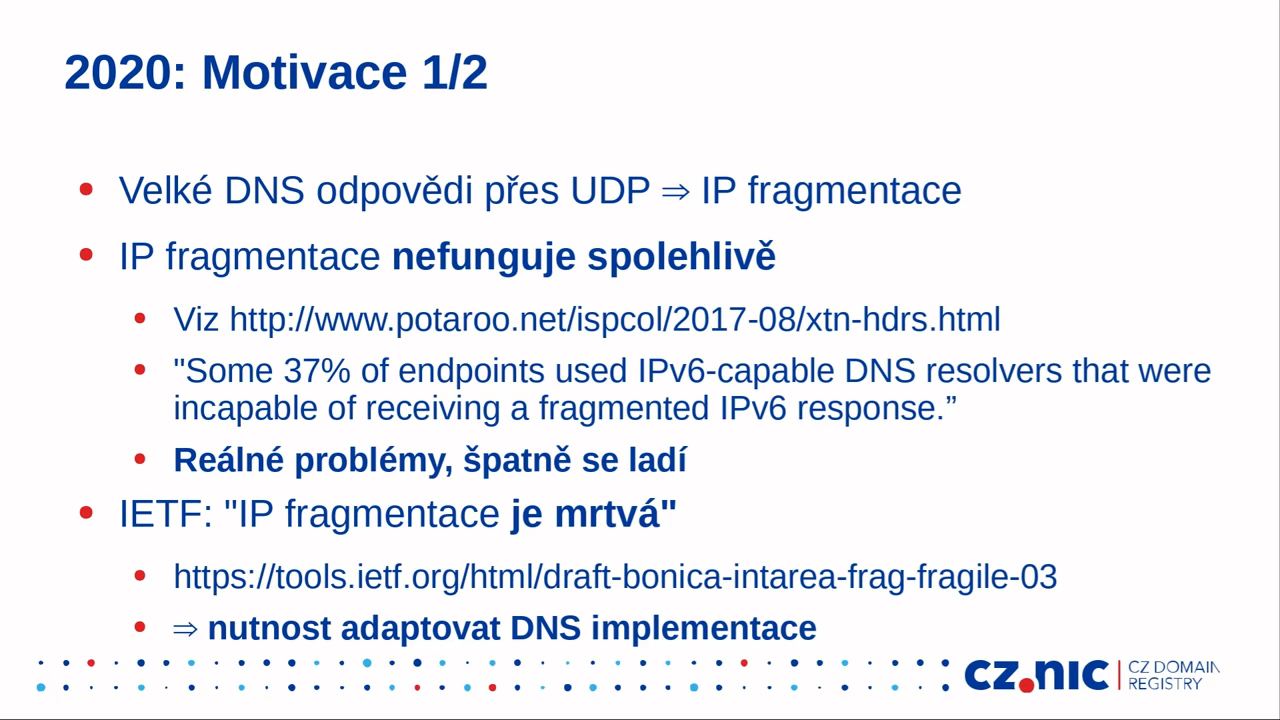 2020: Motivace 1/2
• Velké DNS odpovědi přes UDP ⇒ IP fragmentace
• IP fragmentace nefunguje spolehlivě
• Viz http://www.potaroo.net/ispcol/2017-08/xtn-hdrs.html
• "Some 37% of endpoints used IPv6-capable DNS resolvers that were
incapable of receiving a fragmented IPv6 response.”
• Reálné problémy, špatně se ladí
• IETF: "IP fragmentace je mrtvá"
• https://tools.ietf.org/html/draft-bonica-intarea-frag-fragile-03
• ⇒ nutnost adaptovat DNS implementace
CZ.NIC | CZ DOMAIN
REGISTRY